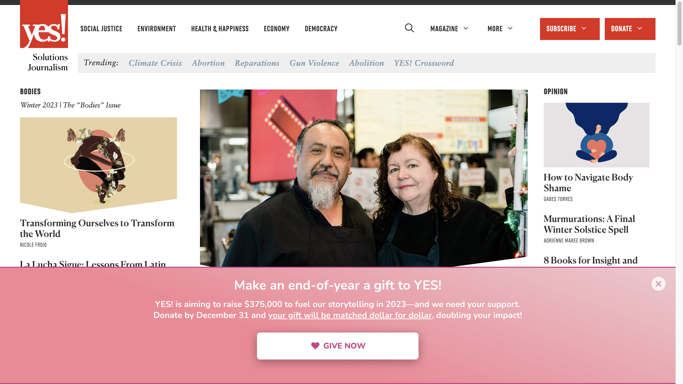 yes!
Solutions
Journalism
SOCIAL JUSTICE
ENVIRONMENT
HEALTH & HAPPINESS
ECONOMY
DEMOCRACY
MAGAZINE
MORE
SUBSCRIBE
DONATE
Trending:
Climate Crisis
Abortion
Reparations
Gun Violence
Abolition
YES! Crossword
BODIES
Winter 2023 | The “Bodies” Issue
Transforming Ourselves to Transform
the World
NICOLE FROIO
La Lucha Sigue: Lessons From Latin
OPINION
How to Navigate Body
Shame
GABES TORRES
Murmurations: A Final
Winter Solstice Spell
ADRIENNE MAREE BROWN
8 Books for Insight and
Make an end-of-year a gift to YES!
YES! is aiming to raise $375,000 to fuel our storytelling in 2023—and we need your support.
Donate by December 31 and your gift will be matched dollar for dollar, doubling your impact!
GIVE NOW